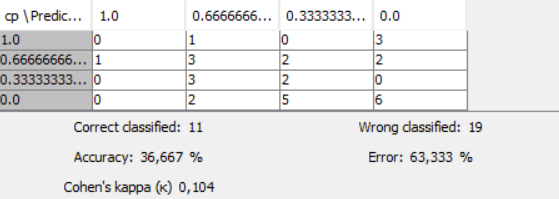 cp \ Predic... 1.0 0.6666666... 0.3333333... 0.0
1.0 0 1 0 3
0.66666666... 1 3 2 2
0.33333333... 0 3 2 0
0.0 0 2 5 6
Correct classified: 11 Wrong classified: 19
Accuracy: 36,667 % Error: 63,333 %
Cohen's kappa (κ) 0,104